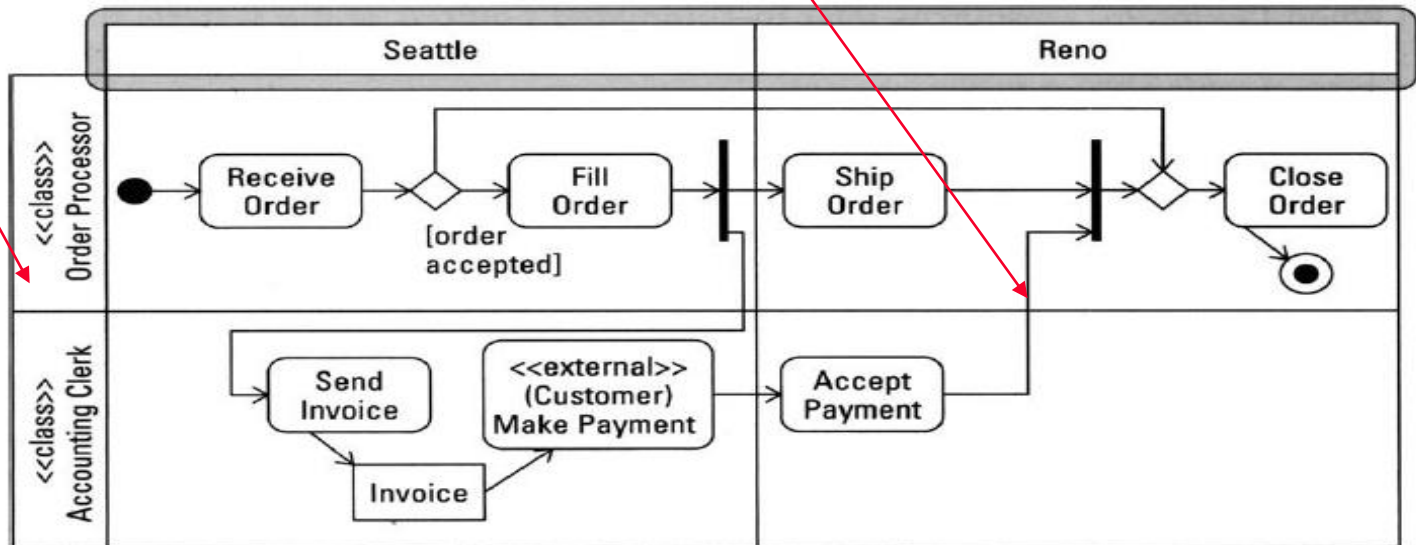 Seattle
Reno
<<class>>
Order Processor
Receive
Order
[order
accepted]
Fill
Order
Ship
Order
Close
Order
<<class>>
Accounting Clerk
Send
Invoice
Invoice
<<external>>
(Customer)
Make Payment
Accept
Payment